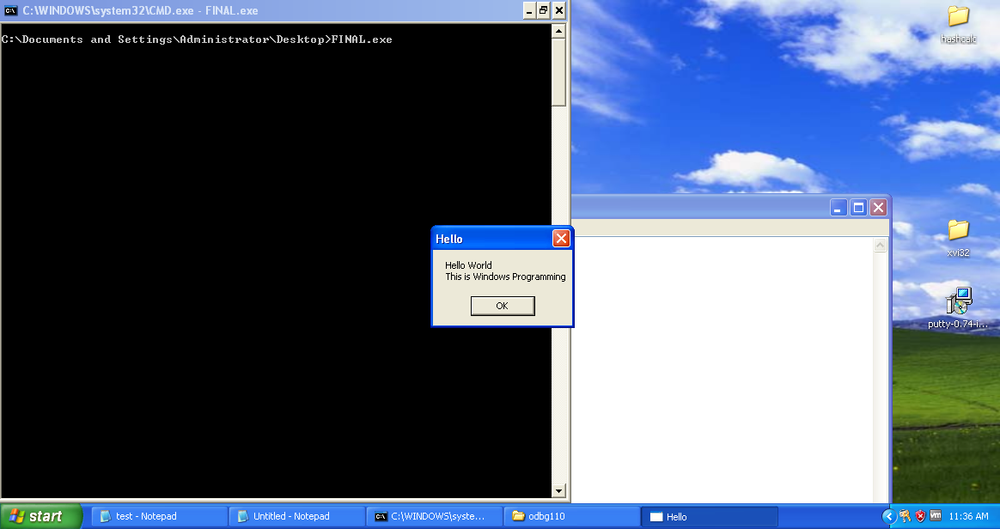 C:\WINDOWS\system32\CMD.exe - FINAL.exe
C:\Documents and Settings\Administrator\Desktop>FINAL.exe
hashcalc
Hello
Hello World
This is Windows Programming
OK
xvi32
putty-0.74-i...
start
test - Notepad
Untitled - Notepad
C:\WINDOWS\syste...
odbg110
Hello
vm
11:36 AM